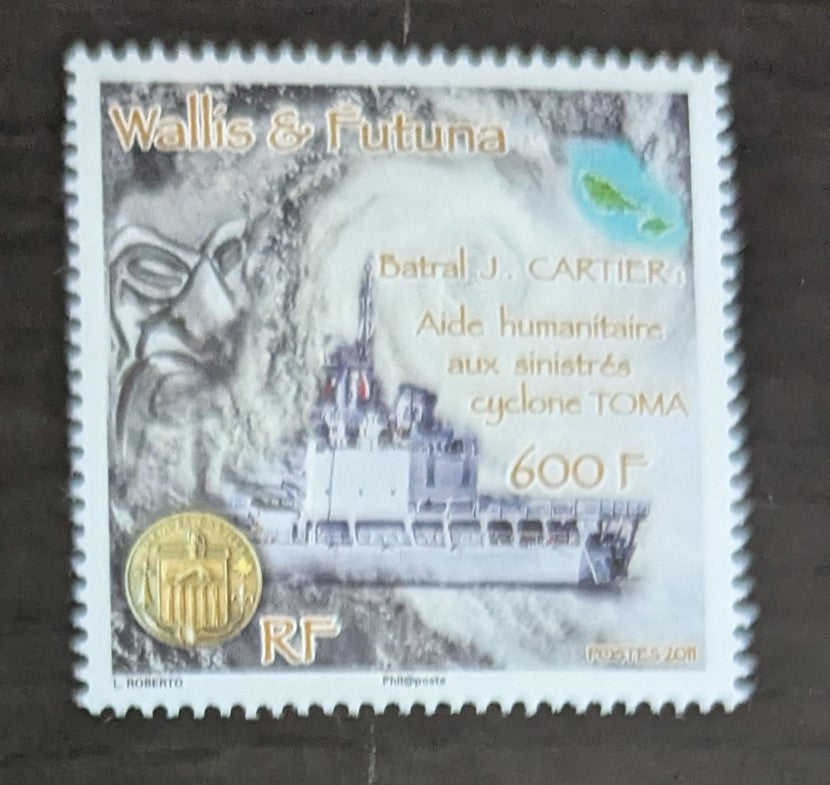 Wallis & Futuna
Batral J. CARTIER:
Aide humanitaire
aux sinistrés
cyclone TOMA
600 F
RF
POSTES 2011
L. ROBERTO
Phil@poste